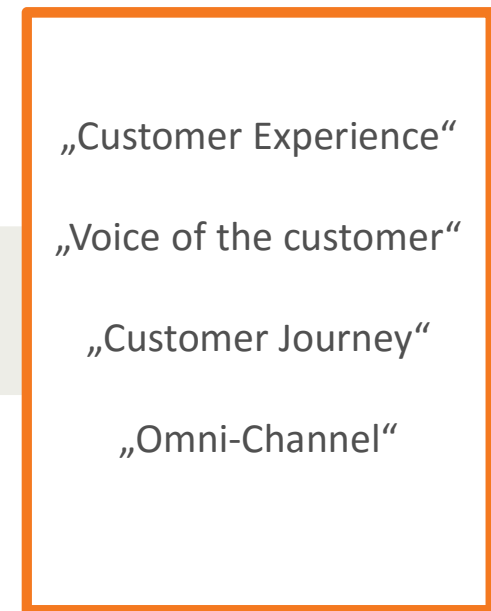 „Customer Experience“
„Voice of the customer“
„Customer Journey“
„Omni-Channel“